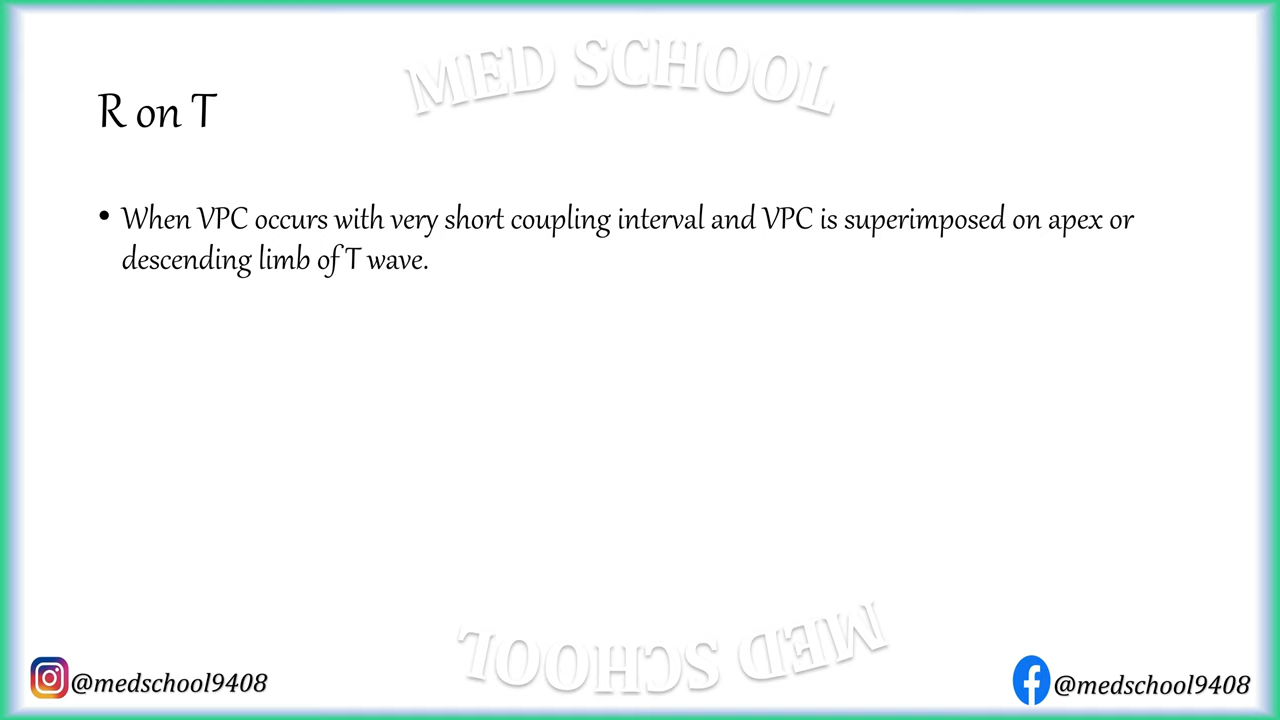 MED SCHOOL
R on T
• When VPC occurs with very short coupling interval and VPC is superimposed on apex or
descending limb of T wave.
MED SCHOOL
@medschool9408
@medschool9408